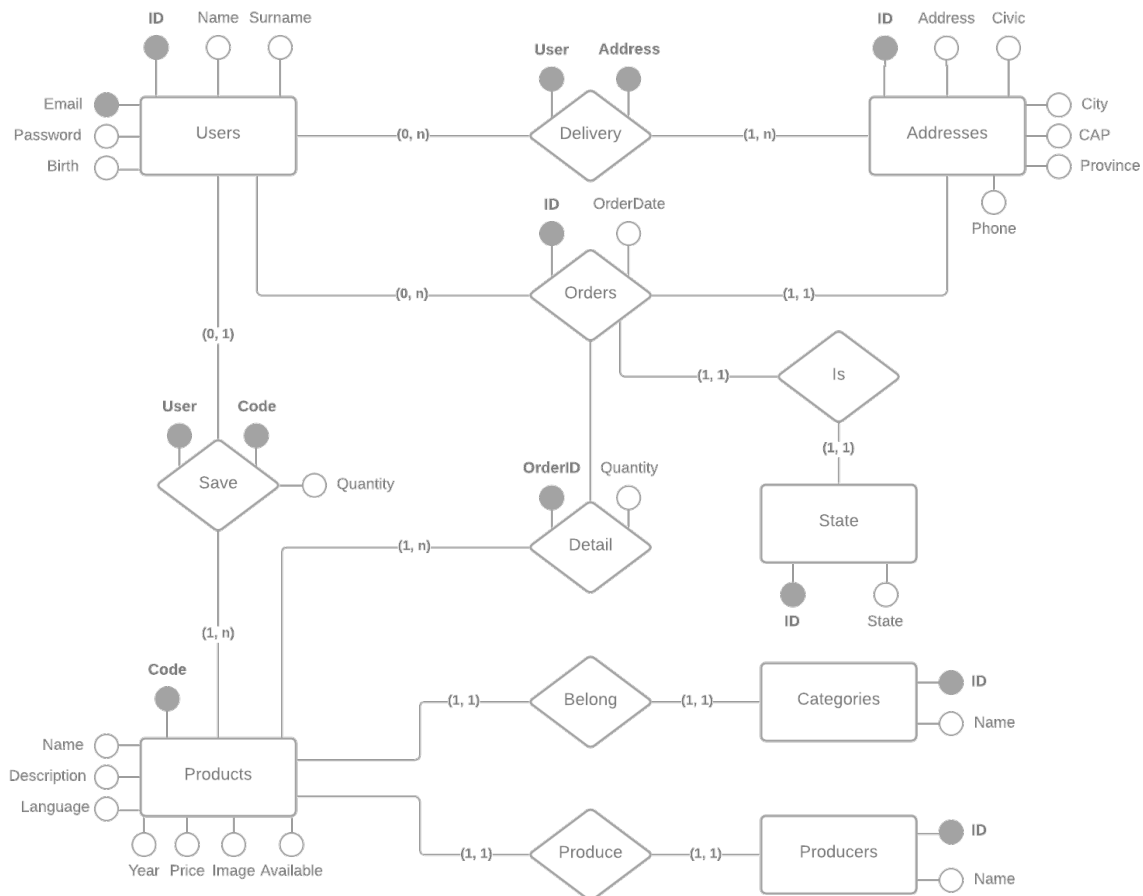 ID
Name
Surname
Email
Password
Birth
Users
(0, n)
User
Address
Delivery
(1, n)
ID
Address
Civic
Addresses
City
CAP
Province
Phone
ID
OrderDate
(0, n)
Orders
(1, 1)
(0, 1)
(1, 1)
Is
(1, 1)
User
Code
Save
Quantity
OrderID
Quantity
Detail
(1, n)
State
ID
State
(1, n)
Code
Name
Description
Language
Products
Year
Price
Image
Available
(1, 1)
Belong
(1, 1)
Categories
ID
Name
(1, 1)
Produce
(1, 1)
Producers
ID
Name